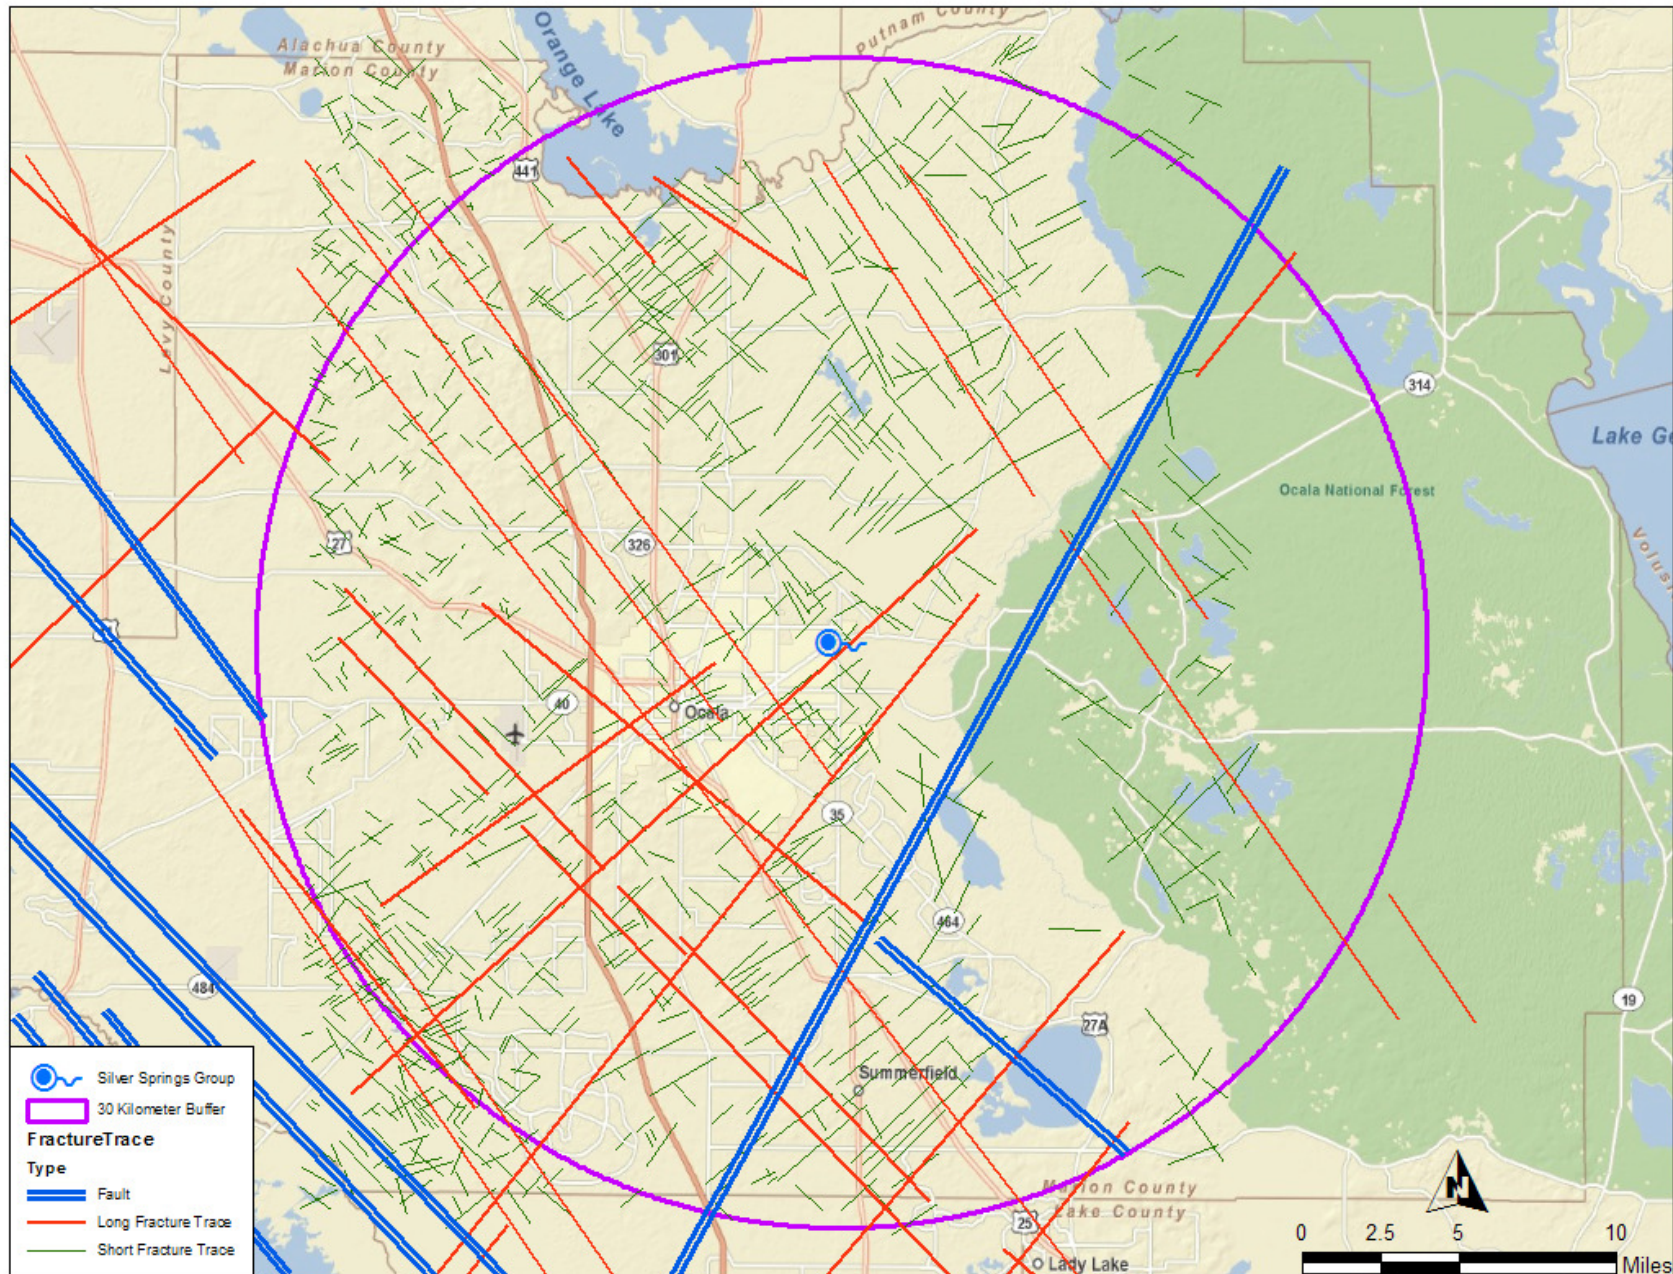 Putnam County
Alachua County
Marion County
Orange Lake
441
Levy County
301
314
Lake Ge
Ocala National Forest
27
326
Volus
40
Ocala
35
464
484
19
27A
Summerfield
Marion County
Lake County
25
Lady Lake
Silver Springs Group
30 Kilometer Buffer
FractureTrace
Type
Fault
Long Fracture Trace
Short Fracture Trace
N
0 2.5 5 10
Miles